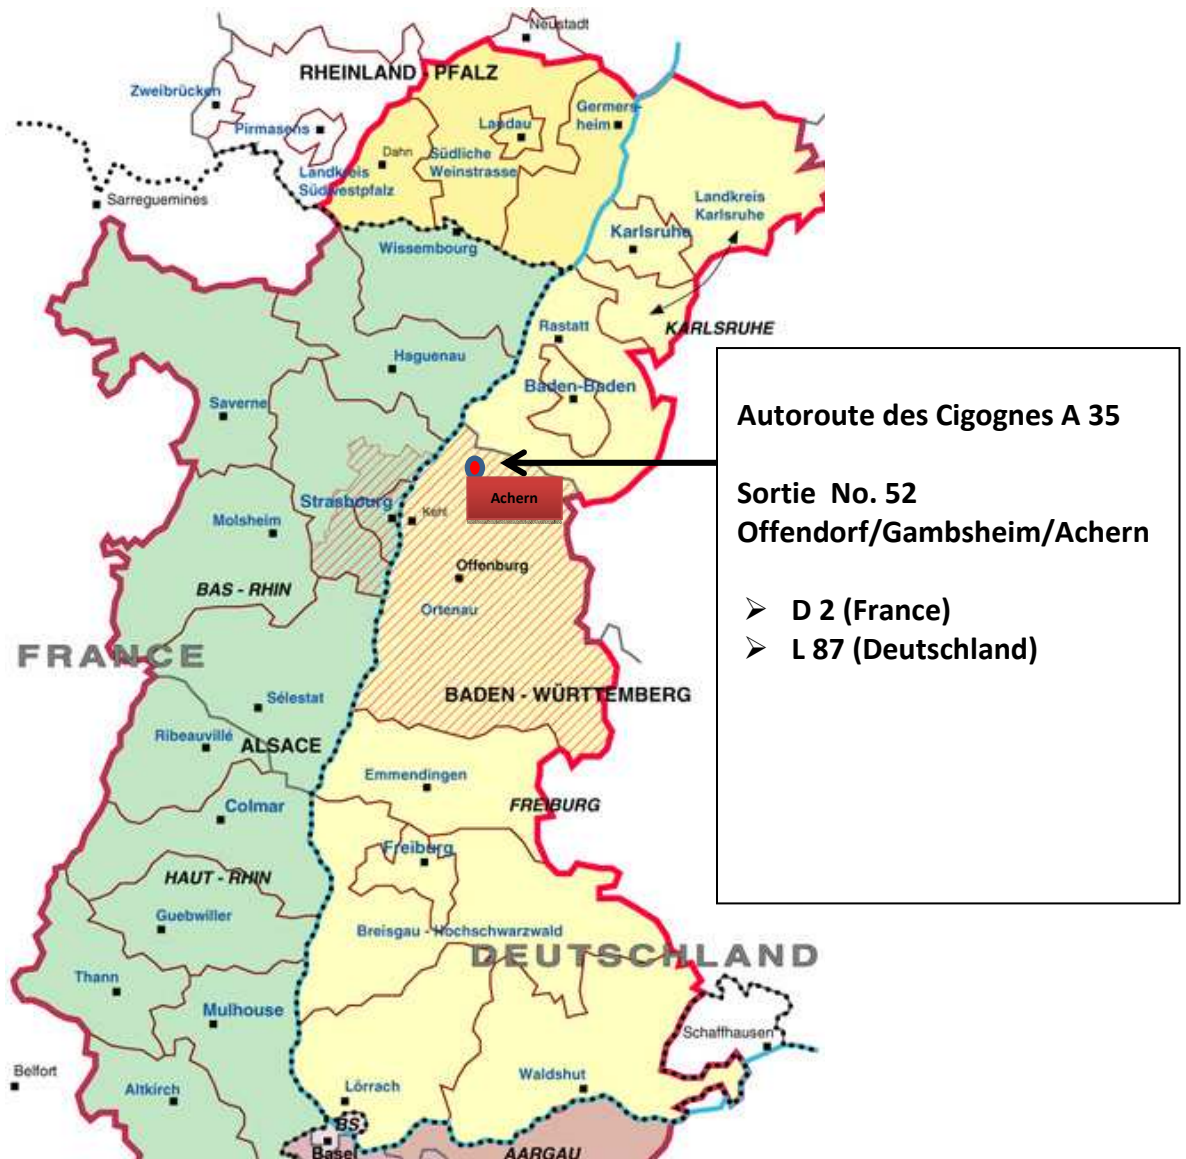 Neustadt
RHEINLAND - PFALZ
Zweibrücken
Pirmasens
Landau
Germers-
heim
Dahn
Südliche
Weinstrasse
Landkreis
Südwestpfalz
Sarreguemines
Landkreis
Karlsruhe
Karlsruhe
Wissembourg
Rastatt
KARLSRUHE
Haguenau
Baden-Baden
Saverne
Autoroute des Cigognes A 35
Sortie No. 52
Offendorf/Gambsheim/Achern
➢ D 2 (France)
➢ L 87 (Deutschland)
Achern
Strasbourg
Kehl
Molsheim
Offenburg
BAS - RHIN
Ortenau
FRANCE
Sélestat
BADEN - WÜRTTEMBERG
Ribeauvillé
ALSACE
Emmendingen
Colmar
FREIBURG
Freiburg
HAUT - RHIN
Guebwiller
Breisgau - Hochschwarzwald
DEUTSCHLAND
Thann
Mulhouse
Schaffhausen
Belfort
Altkirch
Lörrach
Waldshut
BS
Basel
AARGAU